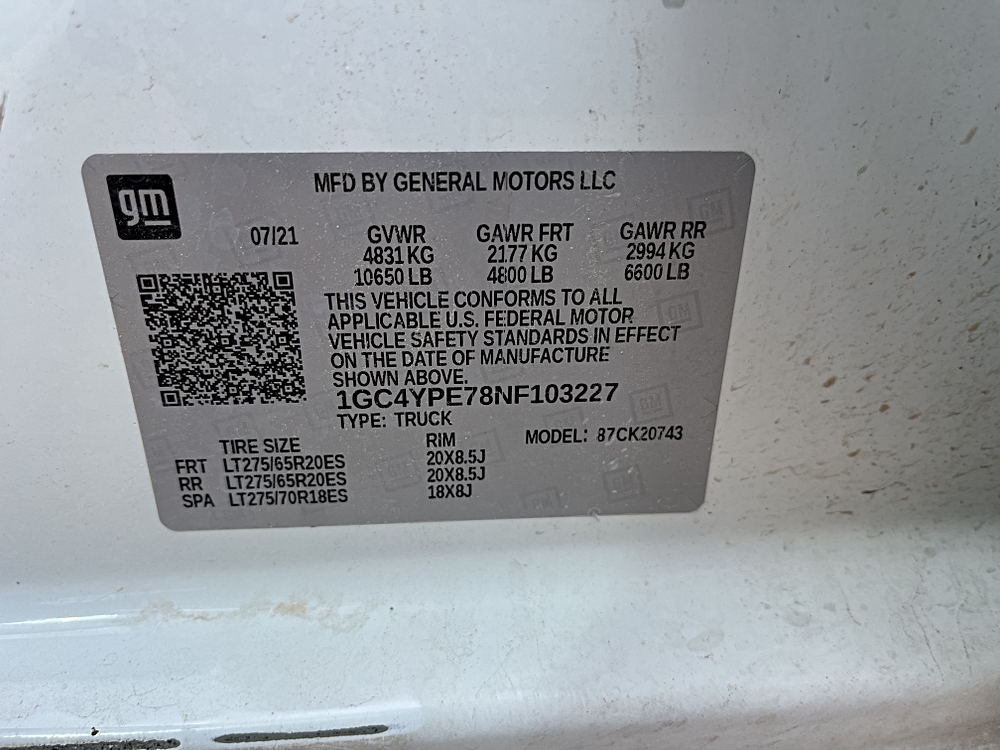 gm
MFD BY GENERAL MOTORS LLC
07/21 GVWR GAWR FRT GAWR RR
4831 KG 2177 KG 2994 KG
10650 LB 4800 LB 6600 LB
THIS VEHICLE CONFORMS TO ALL
APPLICABLE U.S. FEDERAL MOTOR
VEHICLE SAFETY STANDARDS IN EFFECT
ON THE DATE OF MANUFACTURE
SHOWN ABOVE.
1GC4YPE78NF103227
TYPE: TRUCK
TIRE SIZE RIM MODEL: 87CK20743
FRT LT275/65R20ES 20X8.5J
RR LT275/65R20ES 20X8.5J
SPA LT275/70R18ES 18X8J